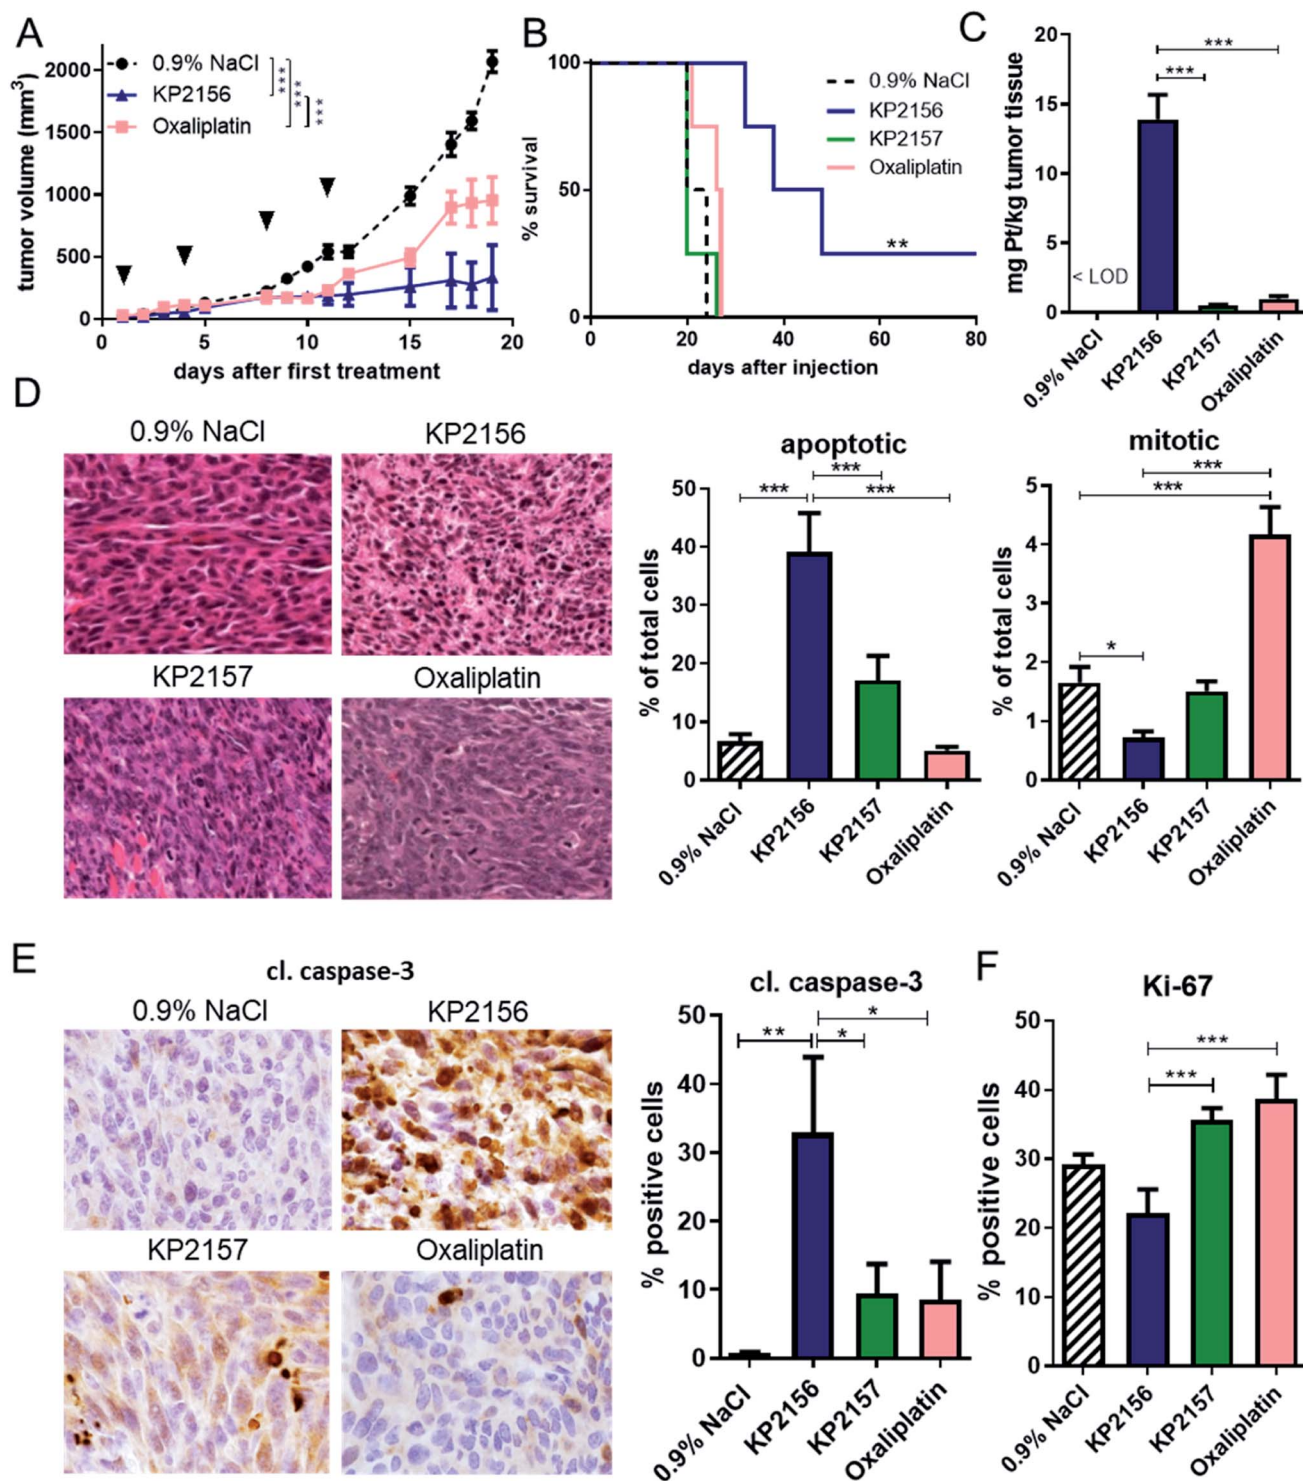 A
tumor volume (mm³)
2000
1500
1000
500
0
0
5
10
15
20
days after first treatment
0.9% NaCl
KP2156
Oxaliplatin
***
***
***
B
% survival
100
50
0
0
20
40
60
80
days after injection
0.9% NaCl
KP2156
KP2157
Oxaliplatin
**
C
mg Pt/kg tumor tissue
20
15
10
5
0
< LOD
***
***
0.9% NaCl
KP2156
KP2157
Oxaliplatin
D
0.9% NaCl
KP2156
KP2157
Oxaliplatin
apoptotic
% of total cells
50
40
30
20
10
0
***
***
***
0.9% NaCl
KP2156
KP2157
Oxaliplatin
mitotic
% of total cells
5
4
3
2
1
0
***
***
*
0.9% NaCl
KP2156
KP2157
Oxaliplatin
E
cl. caspase-3
0.9% NaCl
KP2156
KP2157
Oxaliplatin
cl. caspase-3
% positive cells
50
40
30
20
10
0
*
**
*
0.9% NaCl
KP2156
KP2157
Oxaliplatin
F
Ki-67
% positive cells
50
40
30
20
10
0
***
***
0.9% NaCl
KP2156
KP2157
Oxaliplatin